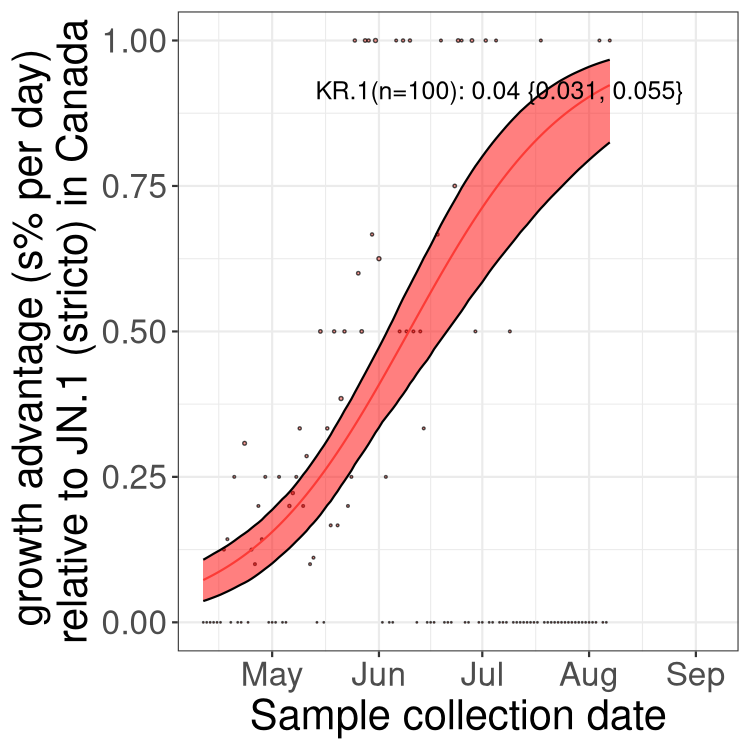 growth advantage (s% per day)
relative to JN.1 (stricto) in Canada
1.00
0.75
0.50
0.25
0.00
KR.1(n=100): 0.04 {0.031, 0.055}
May Jun Jul Aug Sep
Sample collection date